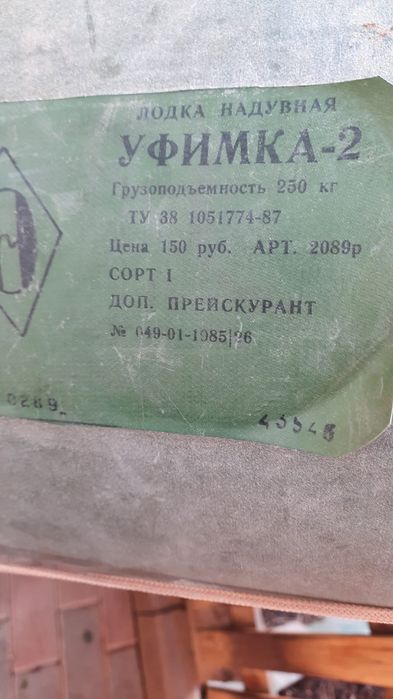 ЛОДКА НАДУВНАЯ
УФИМКА-2
Грузоподъемность 250 кг
ТУ 38 1051774-87
Цена 150 руб. АРТ. 2089р
СОРТ I
ДОП. ПРЕЙСКУРАНТ
№ 049-01-1985|26
0289